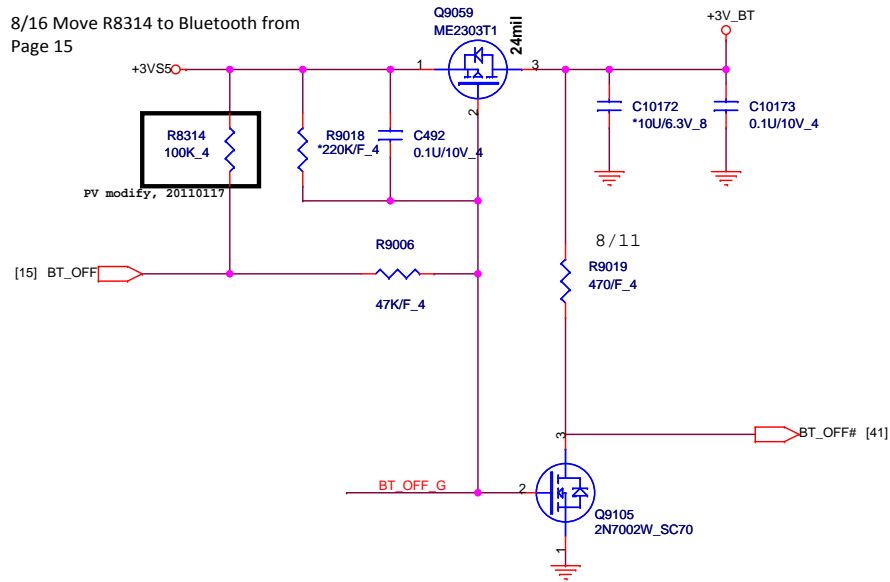 8/16 Move R8314 to Bluetooth from
Page 15
Q9059
ME2303T1
24mil
+3V_BT
+3VS5
1
3
2
R8314
100K_4
R9018
*220K/F_4
C492
0.1U/10V_4
C10172
*10U/6.3V_8
C10173
0.1U/10V_4
PV modify, 20110117
8/11
R9006
47K/F_4
R9019
470/F_4
[15] BT_OFF
3
BT_OFF# [41]
BT_OFF_G
2
Q9105
2N7002W_SC70
1